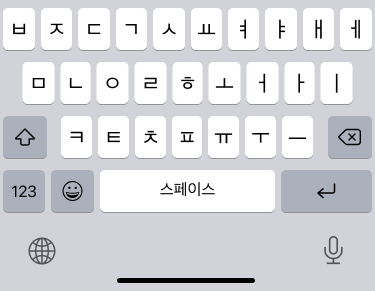 ㅂ ㅈ ㄷ ㄱ ㅅ ㅛ ㅕ ㅑ ㅐ ㅔ
ㅁ ㄴ ㅇ ㄹ ㅎ ㅗ ㅓ ㅏ ㅣ
ㅋ ㅌ ㅊ ㅍ ㅠ ㅜ ㅡ
123 스페이스